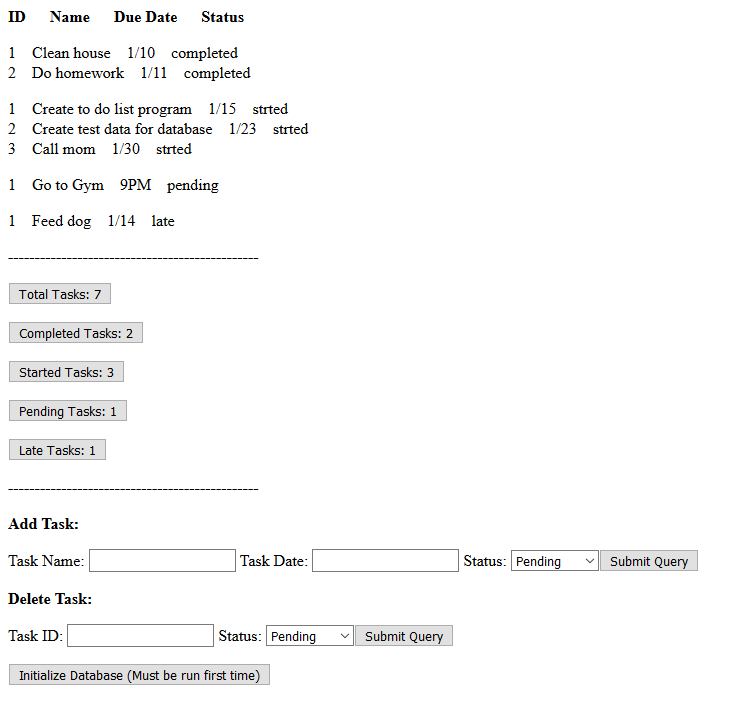 ID Name Due Date Status
1 Clean house 1/10 completed
2 Do homework 1/11 completed
1 Create to do list program 1/15 strted
2 Create test data for database 1/23 strted
3 Call mom 1/30 strted
1 Go to Gym 9PM pending
1 Feed dog 1/14 late
-----------------------------------------------
Total Tasks: 7
Completed Tasks: 2
Started Tasks: 3
Pending Tasks: 1
Late Tasks: 1
-----------------------------------------------
Add Task:
Task Name: Task Date: Status: Pending Submit Query
Delete Task:
Task ID: Status: Pending Submit Query
Initialize Database (Must be run first time)